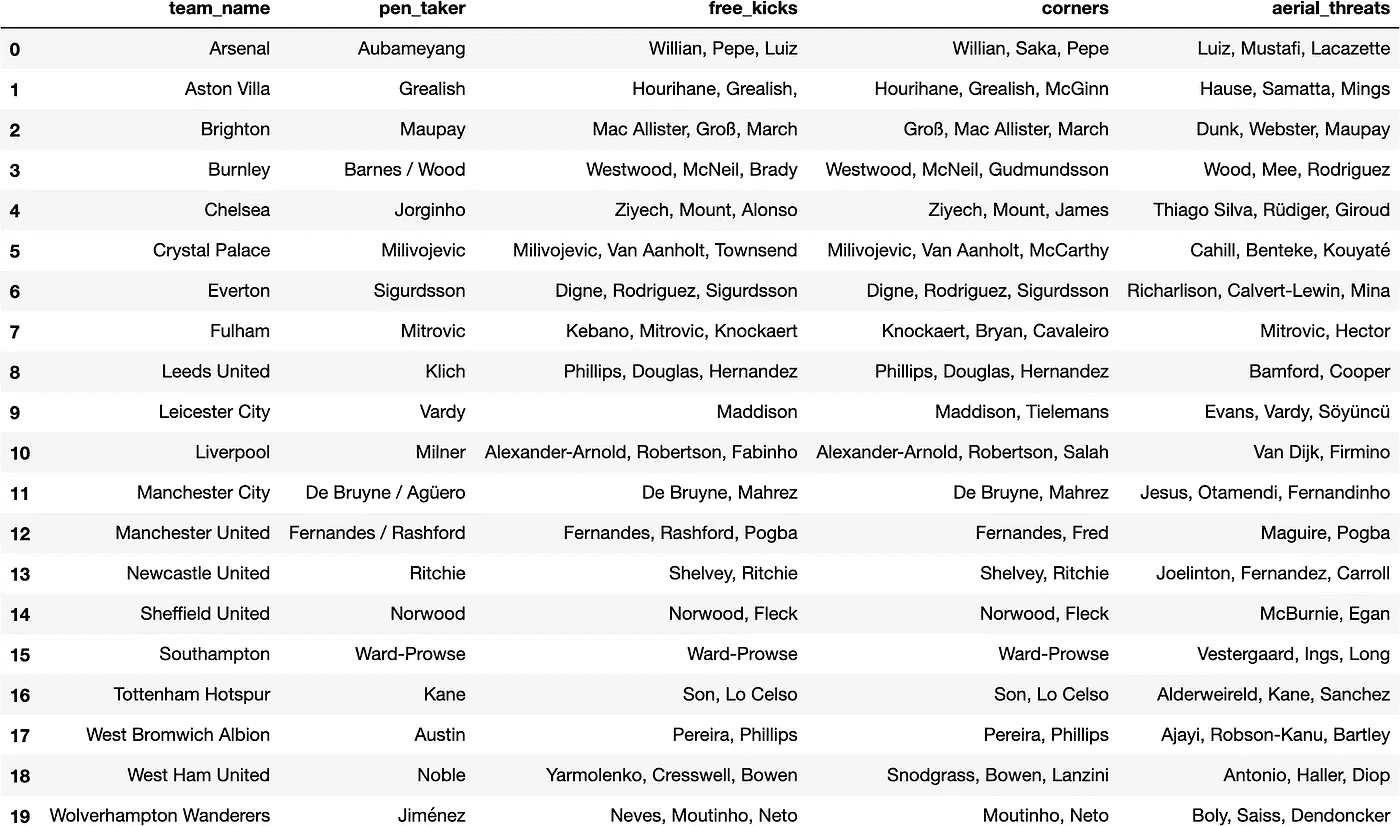 team_name pen_taker free_kicks corners aerial_threats
0 Arsenal Aubameyang Willian, Pepe, Luiz Willian, Saka, Pepe Luiz, Mustafi, Lacazette
1 Aston Villa Grealish Hourihane, Grealish, Hourihane, Grealish, McGinn Hause, Samatta, Mings
2 Brighton Maupay Mac Allister, Groß, March Groß, Mac Allister, March Dunk, Webster, Maupay
3 Burnley Barnes / Wood Westwood, McNeil, Brady Westwood, McNeil, Gudmundsson Wood, Mee, Rodriguez
4 Chelsea Jorginho Ziyech, Mount, Alonso Ziyech, Mount, James Thiago Silva, Rüdiger, Giroud
5 Crystal Palace Milivojevic Milivojevic, Van Aanholt, Townsend Milivojevic, Van Aanholt, McCarthy Cahill, Benteke, Kouyaté
6 Everton Sigurdsson Digne, Rodriguez, Sigurdsson Digne, Rodriguez, Sigurdsson Richarlison, Calvert-Lewin, Mina
7 Fulham Mitrovic Kebano, Mitrovic, Knockaert Knockaert, Bryan, Cavaleiro Mitrovic, Hector
8 Leeds United Klich Phillips, Douglas, Hernandez Phillips, Douglas, Hernandez Bamford, Cooper
9 Leicester City Vardy Maddison Maddison, Tielemans Evans, Vardy, Söyüncü
10 Liverpool Milner Alexander-Arnold, Robertson, Fabinho Alexander-Arnold, Robertson, Salah Van Dijk, Firmino
11 Manchester City De Bruyne / Agüero De Bruyne, Mahrez De Bruyne, Mahrez Jesus, Otamendi, Fernandinho
12 Manchester United Fernandes / Rashford Fernandes, Rashford, Pogba Fernandes, Fred Maguire, Pogba
13 Newcastle United Ritchie Shelvey, Ritchie Shelvey, Ritchie Joelinton, Fernandez, Carroll
14 Sheffield United Norwood Norwood, Fleck Norwood, Fleck McBurnie, Egan
15 Southampton Ward-Prowse Ward-Prowse Ward-Prowse Vestergaard, Ings, Long
16 Tottenham Hotspur Kane Son, Lo Celso Son, Lo Celso Alderweireld, Kane, Sanchez
17 West Bromwich Albion Austin Pereira, Phillips Pereira, Phillips Ajayi, Robson-Kanu, Bartley
18 West Ham United Noble Yarmolenko, Cresswell, Bowen Snodgrass, Bowen, Lanzini Antonio, Haller, Diop
19 Wolverhampton Wanderers Jiménez Neves, Moutinho, Neto Moutinho, Neto Boly, Saiss, Dendoncker